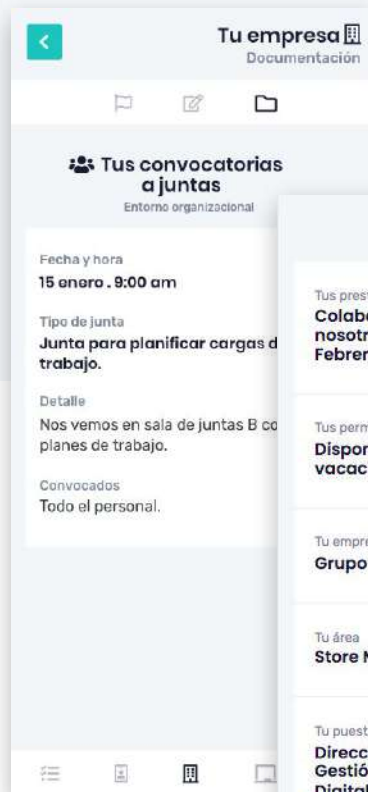 Tu empresa
Documentación
Tus convocatorias
a juntas
Entorno organizacional
Fecha y hora
15 enero . 9:00 am
Tipo de junta
Junta para planificar cargas d
trabajo.
Detalle
Nos vemos en sala de juntas B co
planes de trabajo.
Convocados
Todo el personal.
Tus prest
Colab
nosotr
Febrer
Tus perm
Dispon
vacac
Tu empre
Grupo
Tu área
Store M
Tu puest
Direcc
Gestió
Digital